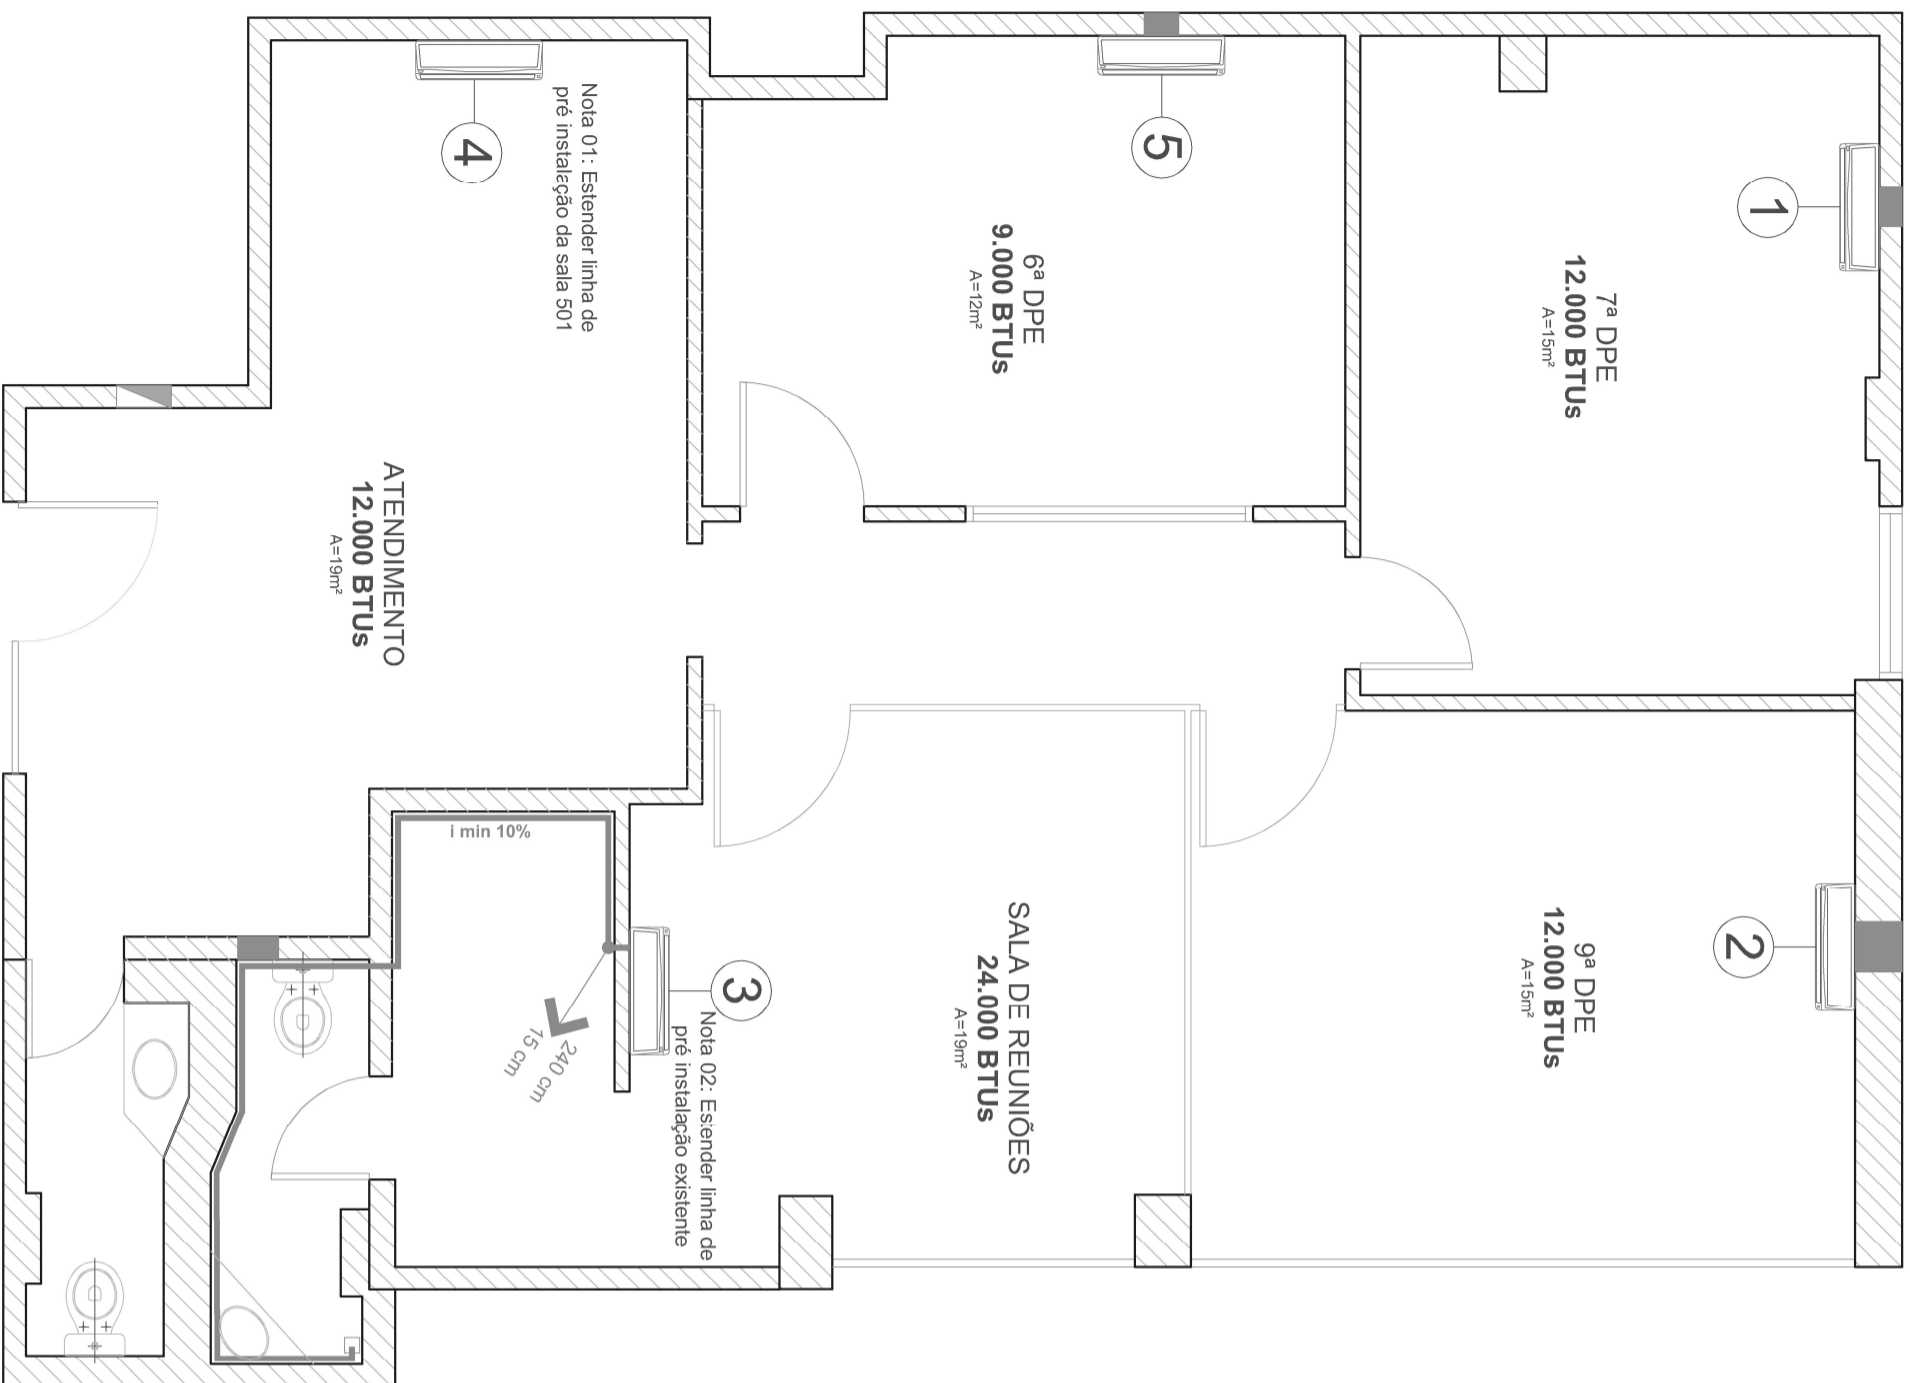 1
7ª DPE
12.000 BTUs
A=15m²
2
9ª DPE
12.000 BTUs
A=15m²
5
6ª DPE
9.000 BTUs
A=12m²
SALA DE REUNIÕES
24.000 BTUs
A=19m²
3
Nota 02: Estender linha de
pré instalação existente
240 cm
15 cm
i min 10%
4
Nota 01: Estender linha de
pré instalação da sala 501
ATENDIMENTO
12.000 BTUs
A=19m²